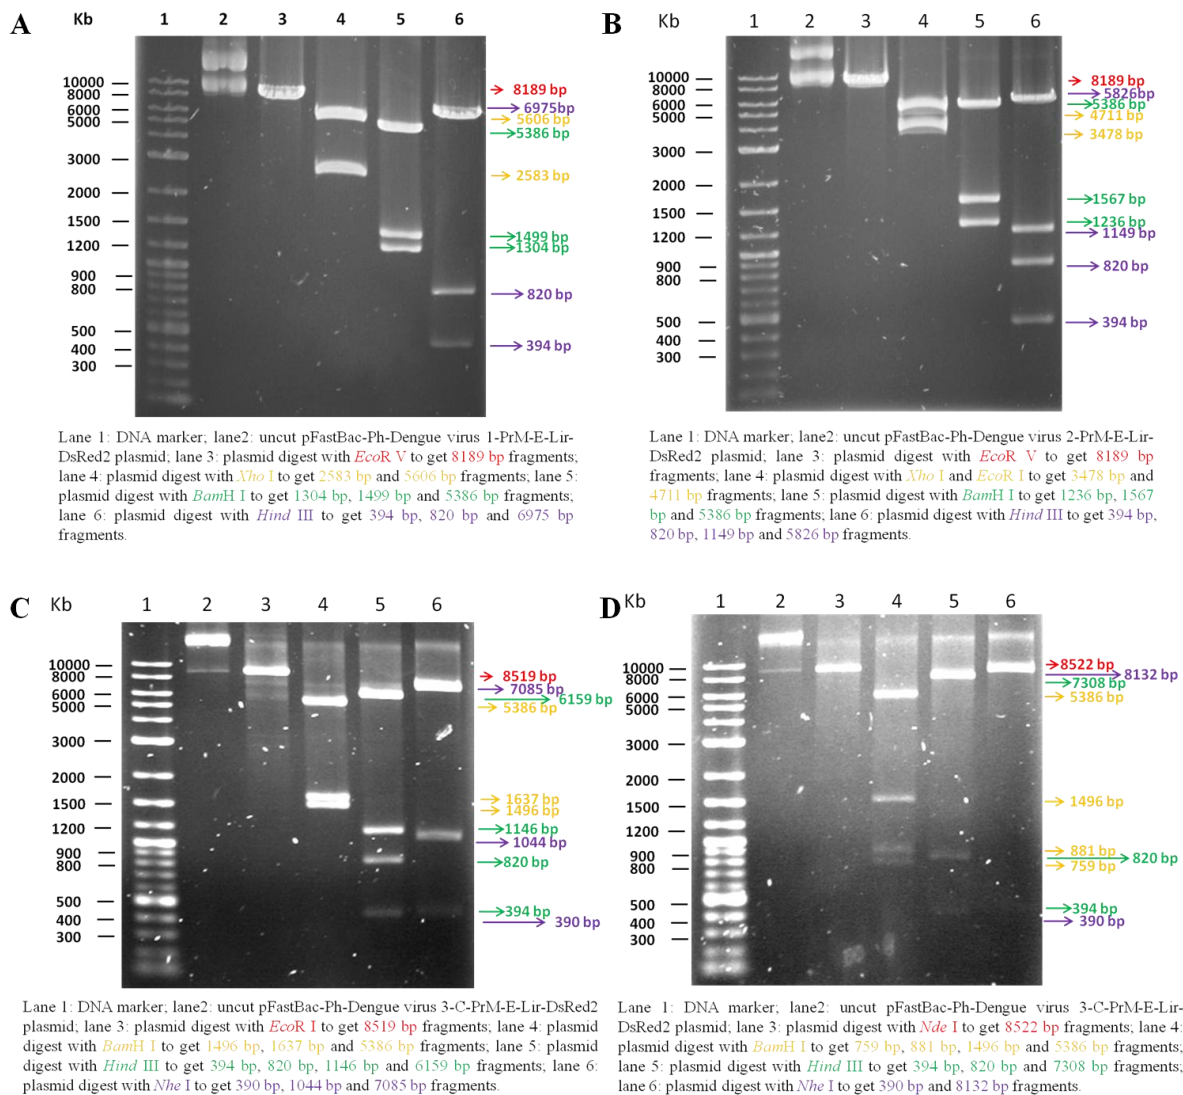 A
Kb 1 2 3 4 5 6
10000
8000
6000
5000
3000
2000
1500
1200
900
800
500
400
300
8189 bp
6975bp
5606 bp
5386 bp
2583 bp
1499 bp
1304 bp
820 bp
394 bp
Lane 1: DNA marker; lane2: uncut pFastBac-Ph-Dengue virus 1-PrM-E-Lir-
DsRed2 plasmid; lane 3: plasmid digest with EcoR V to get 8189 bp fragments;
lane 4: plasmid digest with Xho I to get 2583 bp and 5606 bp fragments; lane 5:
plasmid digest with BamH I to get 1304 bp, 1499 bp and 5386 bp fragments;
lane 6: plasmid digest with Hind III to get 394 bp, 820 bp and 6975 bp
fragments.
B
Kb 1 2 3 4 5 6
10000
8000
6000
5000
3000
2000
1500
1200
900
800
500
400
300
8189 bp
5826bp
5386 bp
4711 bp
3478 bp
1567 bp
1236 bp
1149 bp
820 bp
394 bp
Lane 1: DNA marker; lane2: uncut pFastBac-Ph-Dengue virus 2-PrM-E-Lir-
DsRed2 plasmid; lane 3: plasmid digest with EcoR V to get 8189 bp
fragments; lane 4: plasmid digest with Xho I and EcoR I to get 3478 bp and
4711 bp fragments; lane 5: plasmid digest with BamH I to get 1236 bp, 1567
bp and 5386 bp fragments; lane 6: plasmid digest with Hind III to get 394 bp,
820 bp, 1149 bp and 5826 bp fragments.
C
Kb 1 2 3 4 5 6
10000
8000
6000
5000
3000
2000
1500
1200
900
800
500
400
300
8519 bp
7085 bp
6159 bp
5386 bp
1637 bp
1496 bp
1146 bp
1044 bp
820 bp
394 bp
390 bp
Lane 1: DNA marker; lane2: uncut pFastBac-Ph-Dengue virus 3-C-PrM-E-Lir-DsRed2
plasmid; lane 3: plasmid digest with EcoR I to get 8519 bp fragments; lane 4: plasmid
digest with BamH I to get 1496 bp, 1637 bp and 5386 bp fragments; lane 5: plasmid
digest with Hind III to get 394 bp, 820 bp, 1146 bp and 6159 bp fragments; lane 6:
plasmid digest with Nhe I to get 390 bp, 1044 bp and 7085 bp fragments.
D
Kb 1 2 3 4 5 6
10000
8000
6000
5000
3000
2000
1500
1200
900
800
500
400
300
8522 bp
8132 bp
7308 bp
5386 bp
1496 bp
881 bp
820 bp
759 bp
394 bp
390 bp
Lane 1: DNA marker; lane2: uncut pFastBac-Ph-Dengue virus 3-C-PrM-E-Lir-
DsRed2 plasmid; lane 3: plasmid digest with Nde I to get 8522 bp fragments; lane 4:
plasmid digest with BamH I to get 759 bp, 881 bp, 1496 bp and 5386 bp fragments;
lane 5: plasmid digest with Hind III to get 394 bp, 820 bp and 7308 bp fragments;
lane 6: plasmid digest with Nhe I to get 390 bp and 8132 bp fragments.